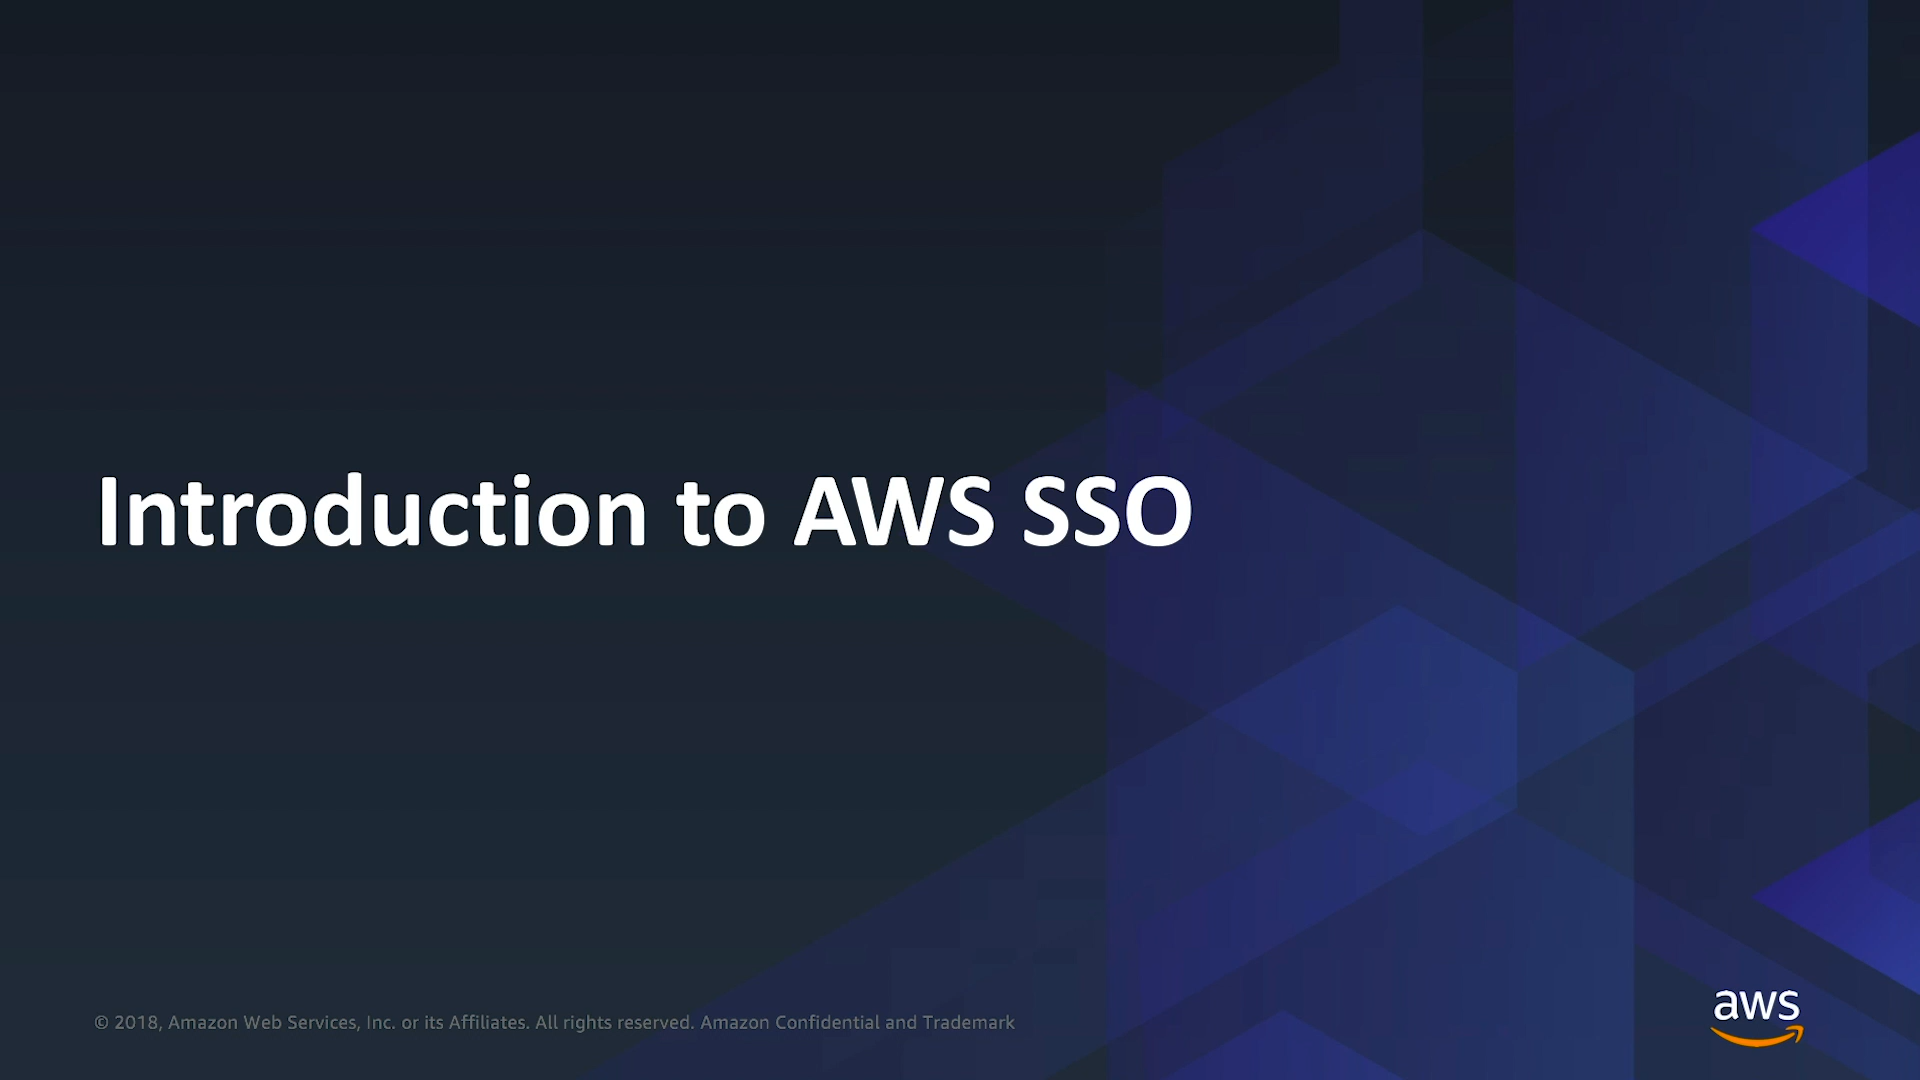 Introduction to AWS SSO
© 2018, Amazon Web Services, Inc. or its Affiliates. All rights reserved. Amazon Confidential and Trademark
aws